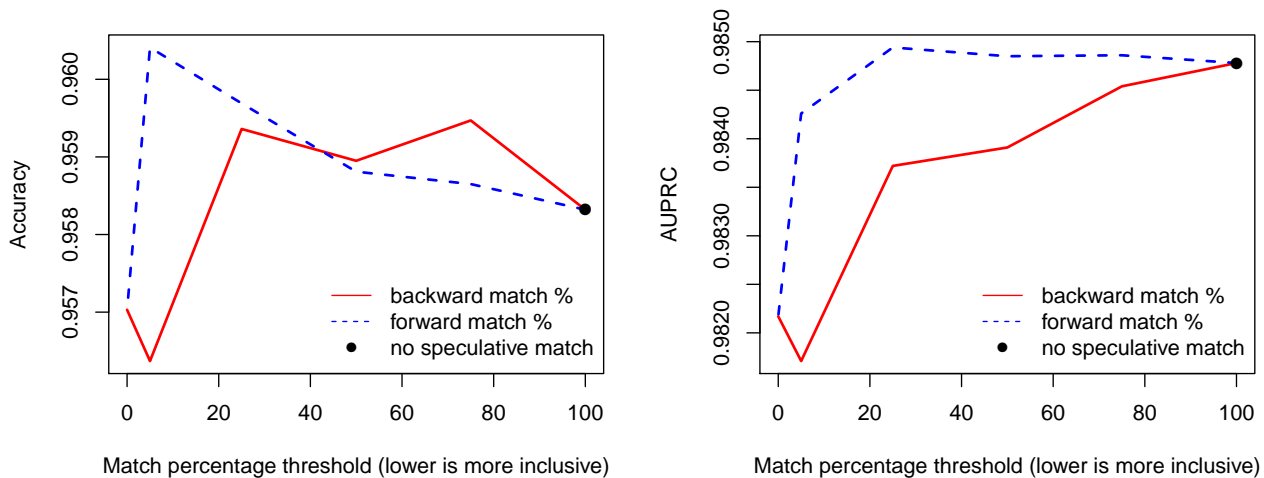 Accuracy
0.960
0.959
0.958
0.957
0 20 40 60 80 100
backward match %
forward match %
no speculative match
Match percentage threshold (lower is more inclusive)
AUPRC
0.9850
0.9840
0.9830
0.9820
0 20 40 60 80 100
backward match %
forward match %
no speculative match
Match percentage threshold (lower is more inclusive)